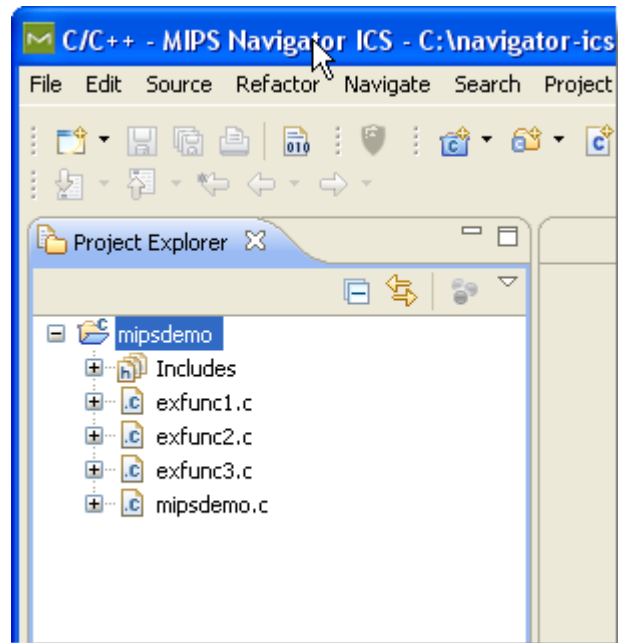 C/C++ - MIPS Navigator ICS - C:\navigator-ics
File Edit Source Refactor Navigate Search Project
010
C
C
C
Project Explorer
C
mipsdemo
h
Includes
.c
exfunc1.c
.c
exfunc2.c
.c
exfunc3.c
.c
mipsdemo.c